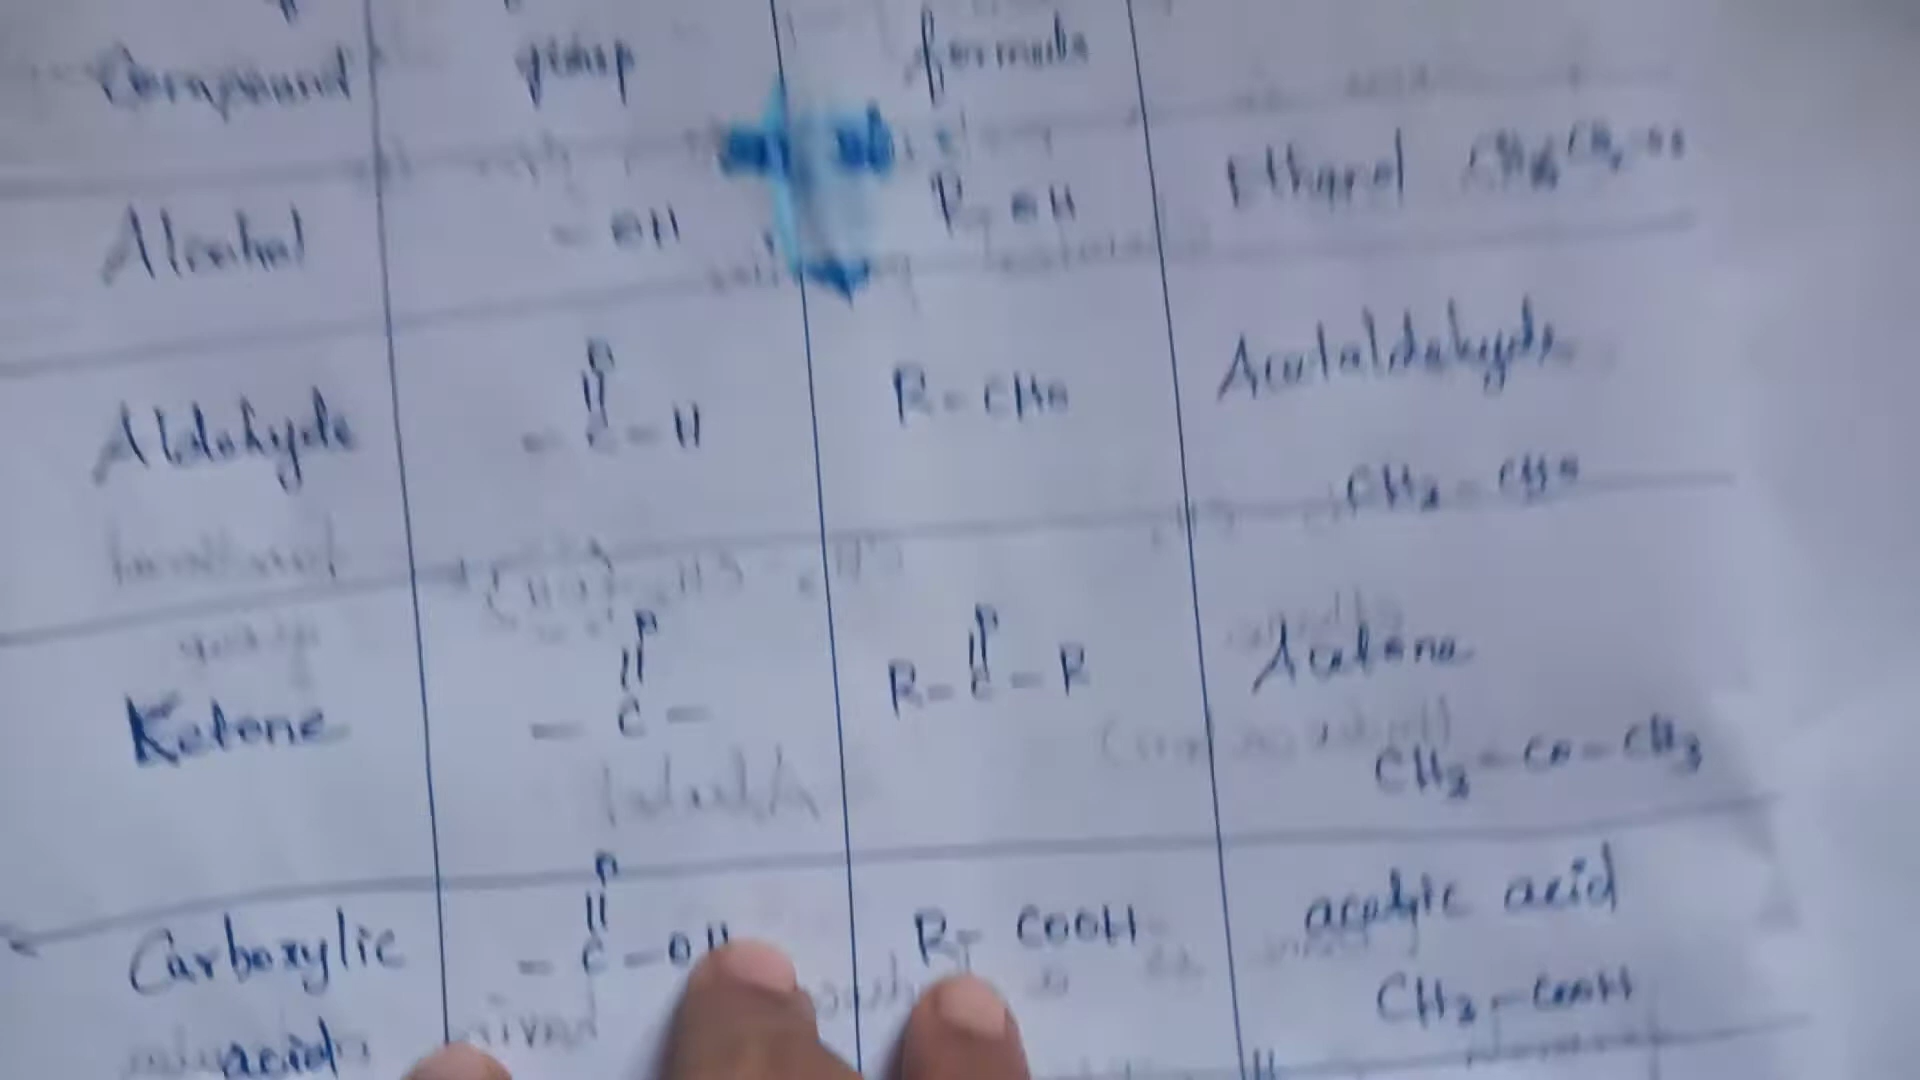 Compound group formula
Alcohol - OH R - OH Ethanol
O
||
Aldehyde - C - H R - CHO Acetaldehyde
CH3 - CHO
O O
|| ||
Ketone - C - R - C - R Acetone
CH3 - CO - CH3
O
||
Carboxylic - C - OH R - COOH acid
acid CH3 - COOH